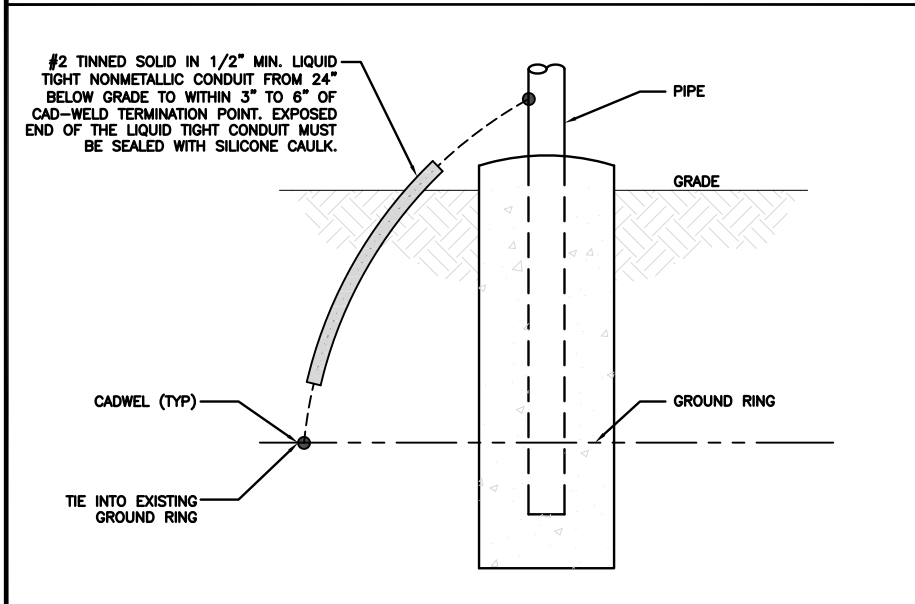 #2 TINNED SOLID IN 1/2" MIN. LIQUID
TIGHT NONMETALLIC CONDUIT FROM 24"
BELOW GRADE TO WITHIN 3" TO 6" OF
CAD-WELD TERMINATION POINT. EXPOSED
END OF THE LIQUID TIGHT CONDUIT MUST
BE SEALED WITH SILICONE CAULK.
PIPE
GRADE
CADWEL (TYP)
GROUND RING
TIE INTO EXISTING
GROUND RING